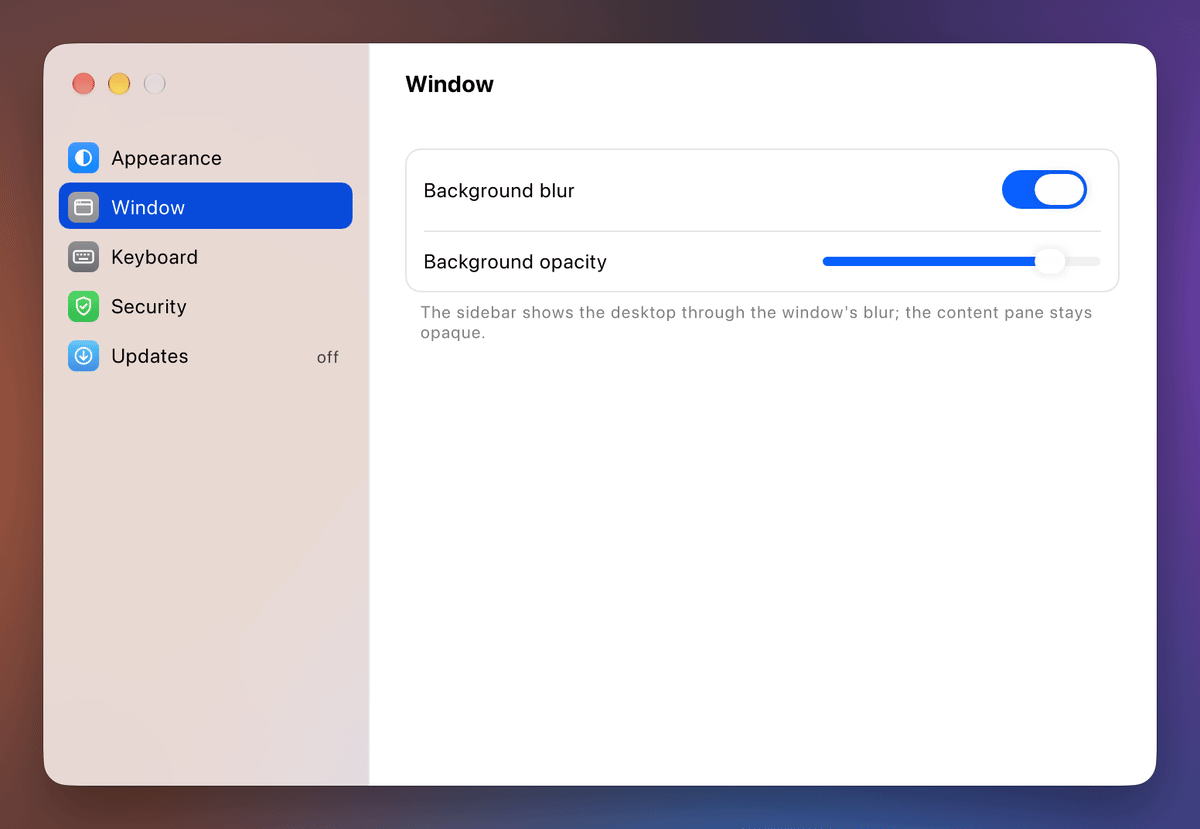 Window
Appearance
Window
Keyboard
Security
Updates off
Background blur
Background opacity
The sidebar shows the desktop through the window's blur; the content pane stays
opaque.